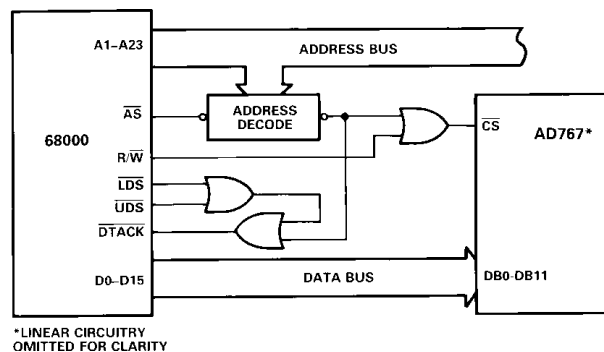 A1–A23
ADDRESS BUS
AS
ADDRESS
DECODE
CS
AD767*
68000
R/W
LDS
UDS
DTACK
D0–D15
DATA BUS
DB0-DB11
*LINEAR CIRCUITRY
OMITTED FOR CLARITY